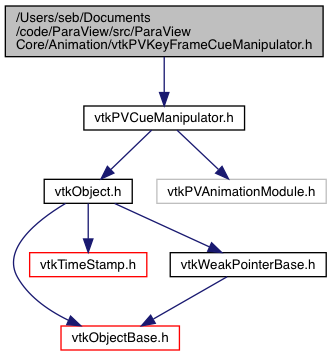 /Users/seb/Documents
/code/ParaView/src/ParaView
Core/Animation/vtkPVKeyFrameCueManipulator.h
vtkPVCueManipulator.h
vtkObject.h
vtkPVAnimationModule.h
vtkTimeStamp.h
vtkWeakPointerBase.h
vtkObjectBase.h